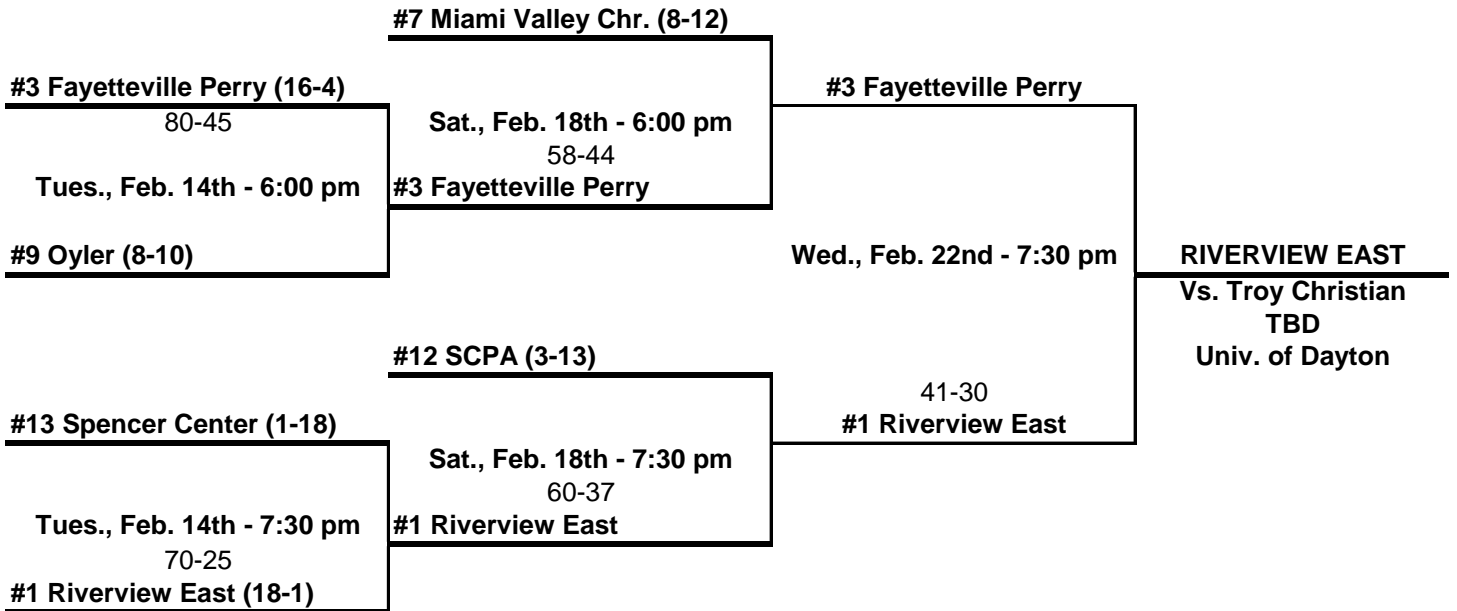 #7 Miami Valley Chr. (8-12)
#3 Fayetteville Perry (16-4)
#3 Fayetteville Perry
80-45
Sat., Feb. 18th - 6:00 pm
58-44
Tues., Feb. 14th - 6:00 pm
#3 Fayetteville Perry
#9 Oyler (8-10)
Wed., Feb. 22nd - 7:30 pm
RIVERVIEW EAST
Vs. Troy Christian
TBD
Univ. of Dayton
#12 SCPA (3-13)
41-30
#13 Spencer Center (1-18)
#1 Riverview East
Sat., Feb. 18th - 7:30 pm
60-37
Tues., Feb. 14th - 7:30 pm
#1 Riverview East
70-25
#1 Riverview East (18-1)